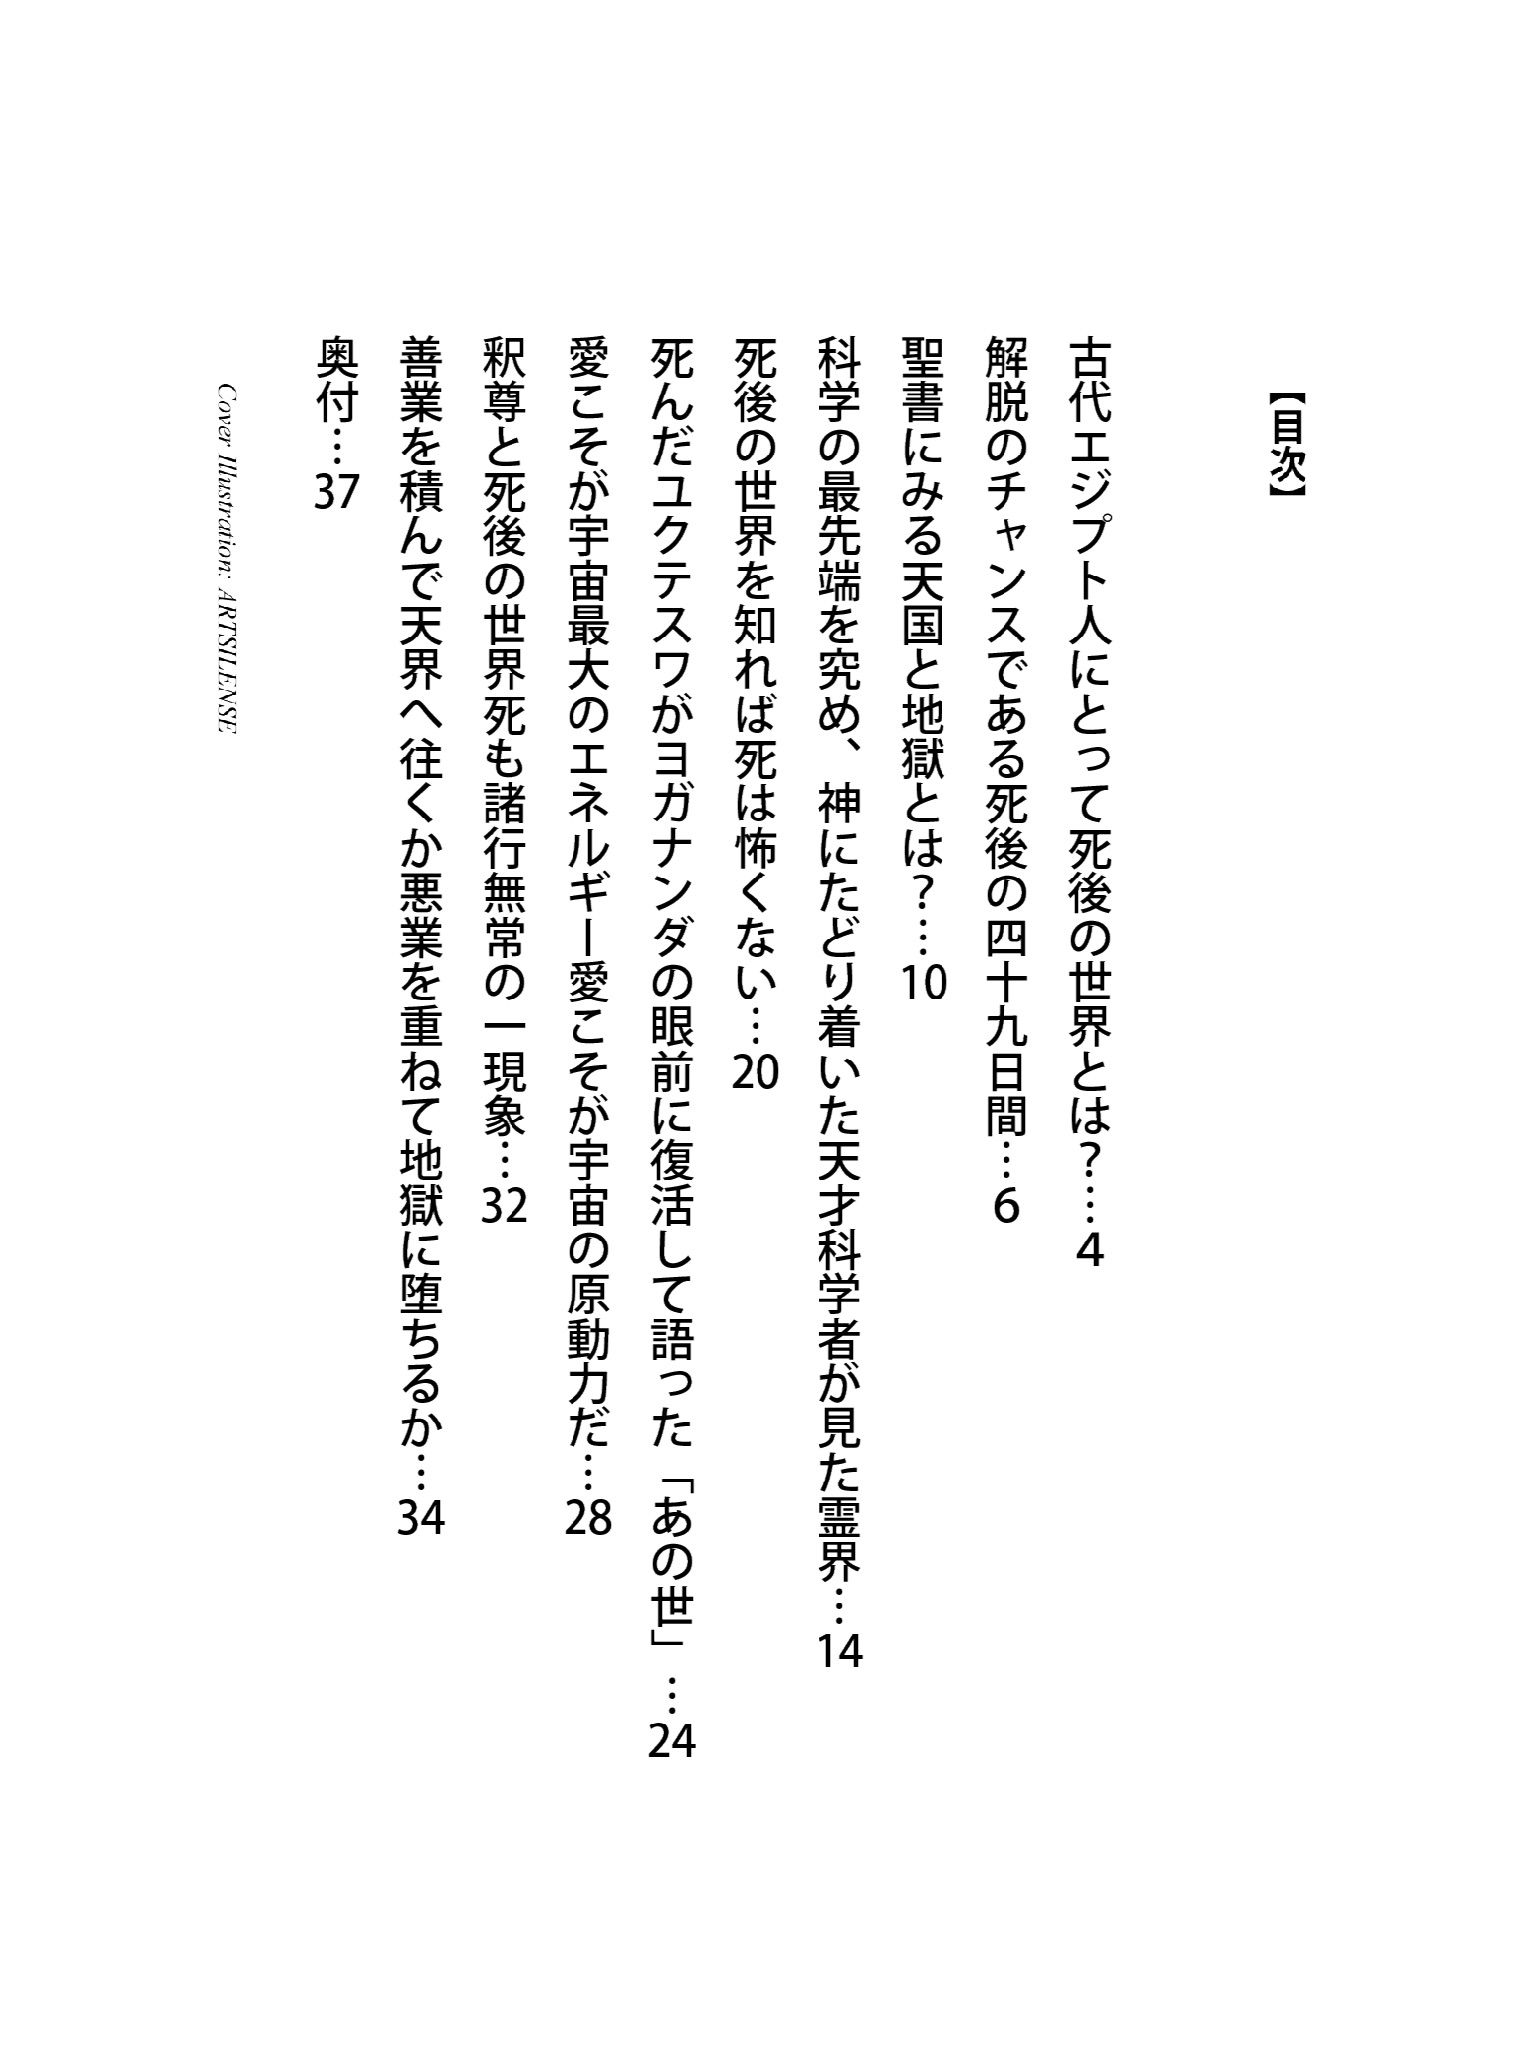 【目次】
古代エジプト人にとって死後の世界とは？…4
解脱のチャンスである死後の四十九日間…6
聖書にみる天国と地獄とは？…10
科学の最先端を究め、神にたどり着いた天才科学者が見た霊界…14
死後の世界を知れば死は怖くない…20
死んだユクテスワがヨガナンダの眼前に復活して語った「あの世」…24
愛こそが宇宙最大のエネルギー愛こそが宇宙の原動力だ…28
釈尊と死後の世界死も諸行無常の一現象…32
善業を積んで天界へ往くか悪業を重ねて地獄に堕ちるか…34
奥付…37
Cover Illustration: ARTSILENSE